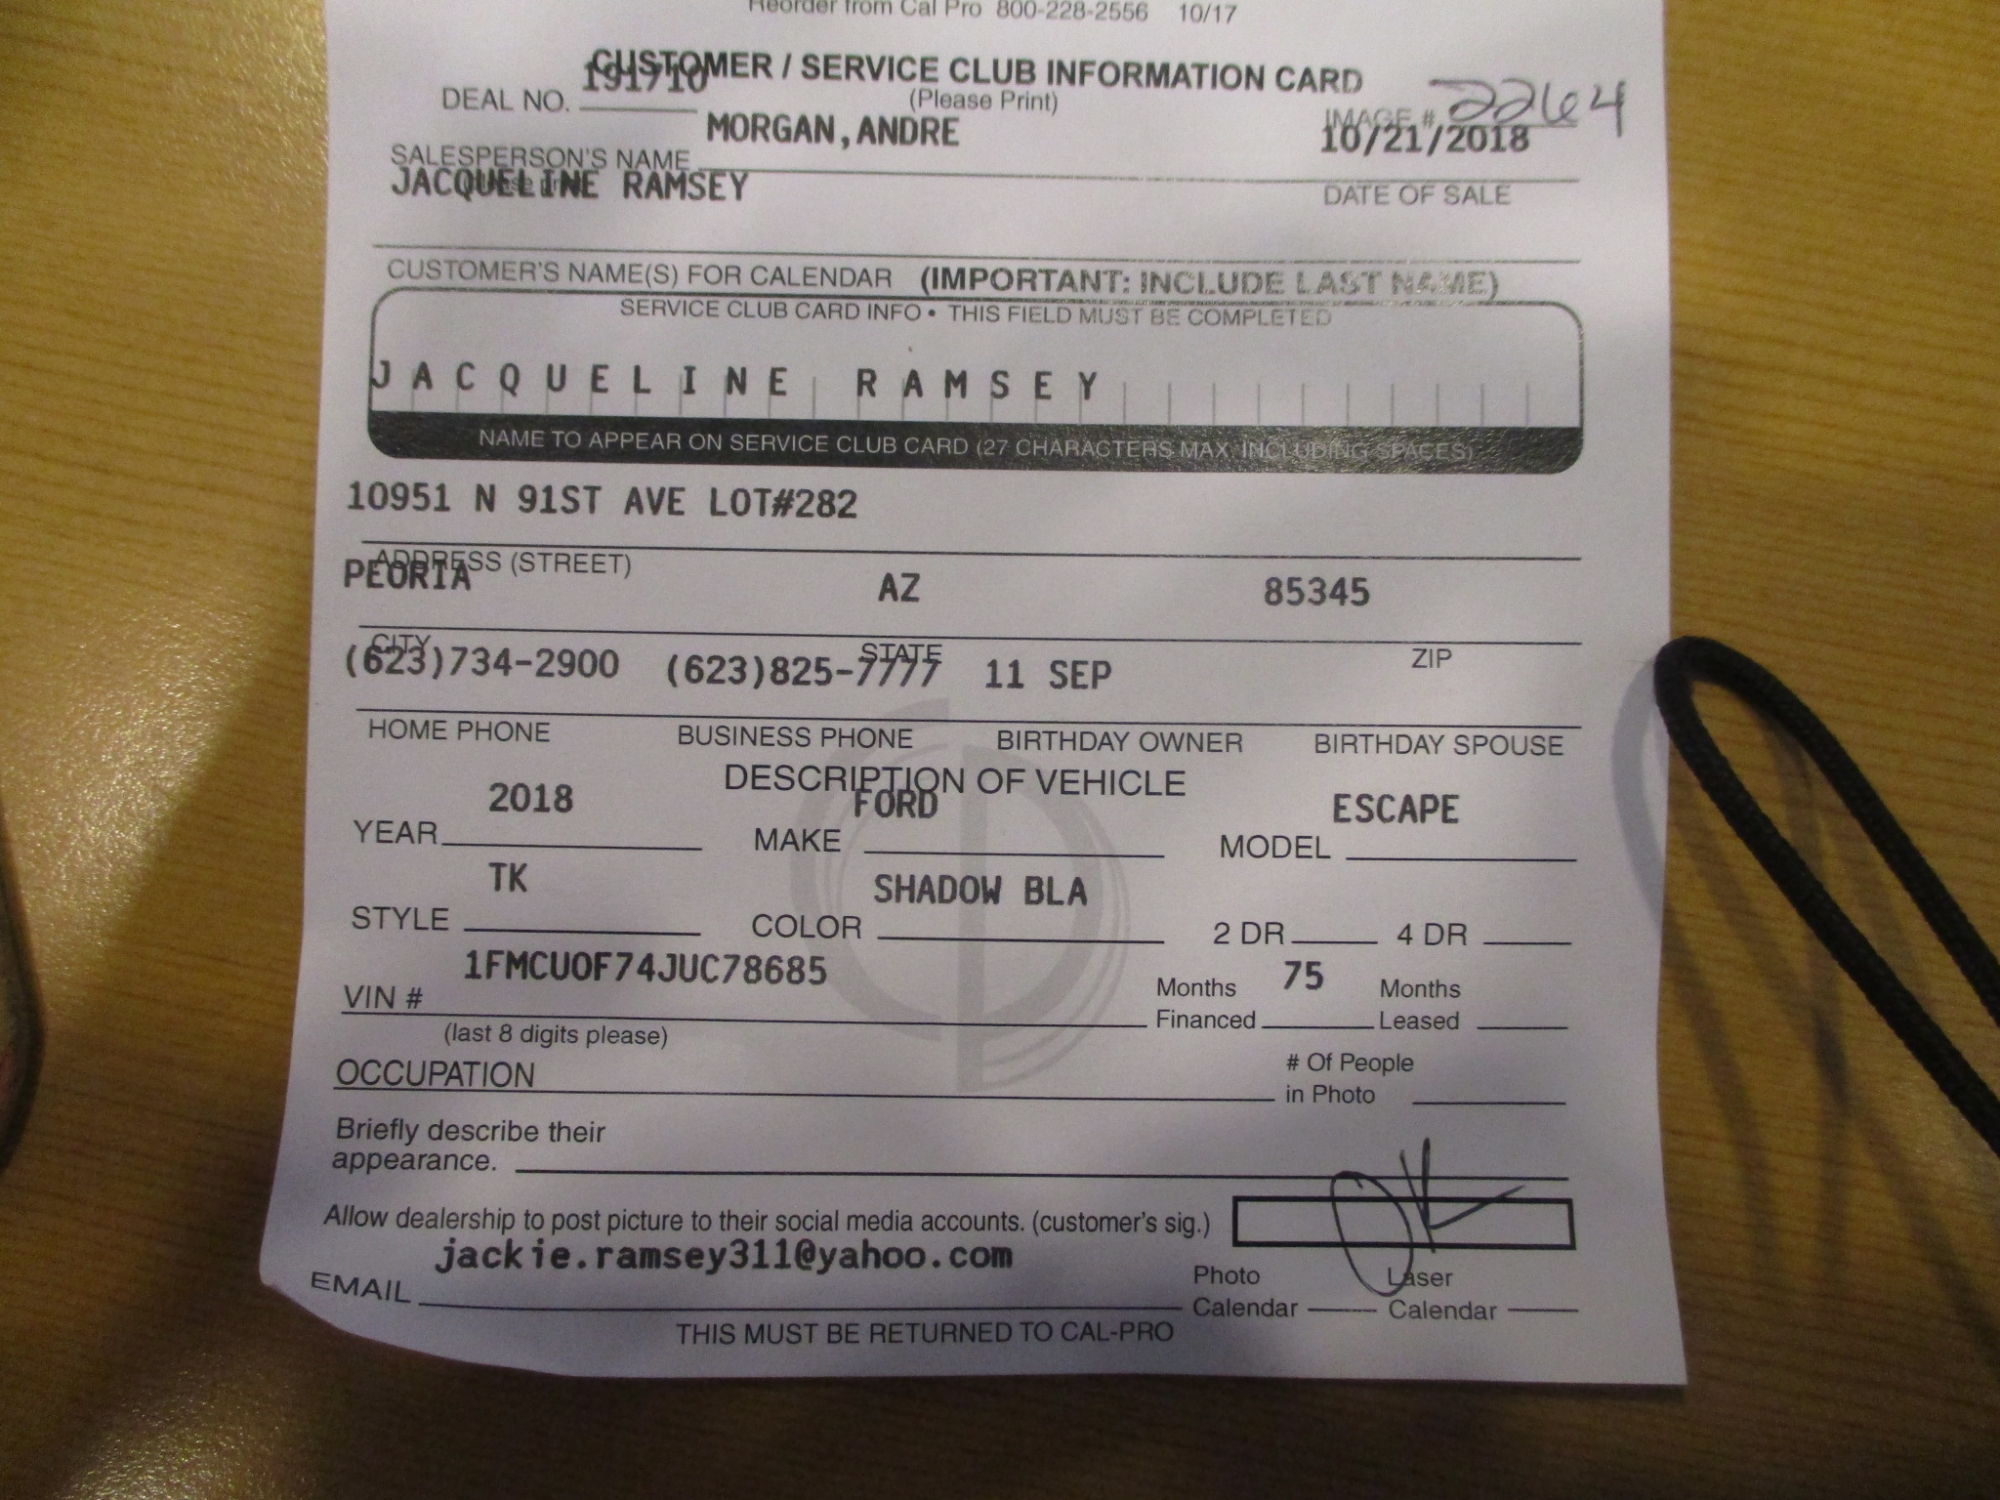 Reorder from Cal Pro 800-228-2556 10/17
CUSTOMER / SERVICE CLUB INFORMATION CARD
DEAL NO. 191710 (Please Print) IMAGE # 2264
SALESPERSON'S NAME MORGAN,ANDRE 10/21/2018
JACQUELINE RAMSEY DATE OF SALE
CUSTOMER'S NAME(S) FOR CALENDAR (IMPORTANT: INCLUDE LAST NAME)
SERVICE CLUB CARD INFO • THIS FIELD MUST BE COMPLETED
JACQUELINE RAMSEY
NAME TO APPEAR ON SERVICE CLUB CARD (27 CHARACTERS MAX. INCLUDING SPACES)
10951 N 91ST AVE LOT#282
ADDRESS (STREET)
PEORIA AZ 85345
CITY STATE ZIP
(623)734-2900 (623)825-7777 11 SEP
HOME PHONE BUSINESS PHONE BIRTHDAY OWNER BIRTHDAY SPOUSE
DESCRIPTION OF VEHICLE
YEAR 2018 MAKE FORD MODEL ESCAPE
STYLE TK COLOR SHADOW BLA 2 DR 4 DR
VIN # 1FMCU0F74JUC78685 Months Financed 75 Months Leased
(last 8 digits please)
OCCUPATION # Of People in Photo
Briefly describe their
appearance.
Allow dealership to post picture to their social media accounts. (customer's sig.) OK
EMAIL jackie.ramsey311@yahoo.com Photo Calendar Laser Calendar
THIS MUST BE RETURNED TO CAL-PRO